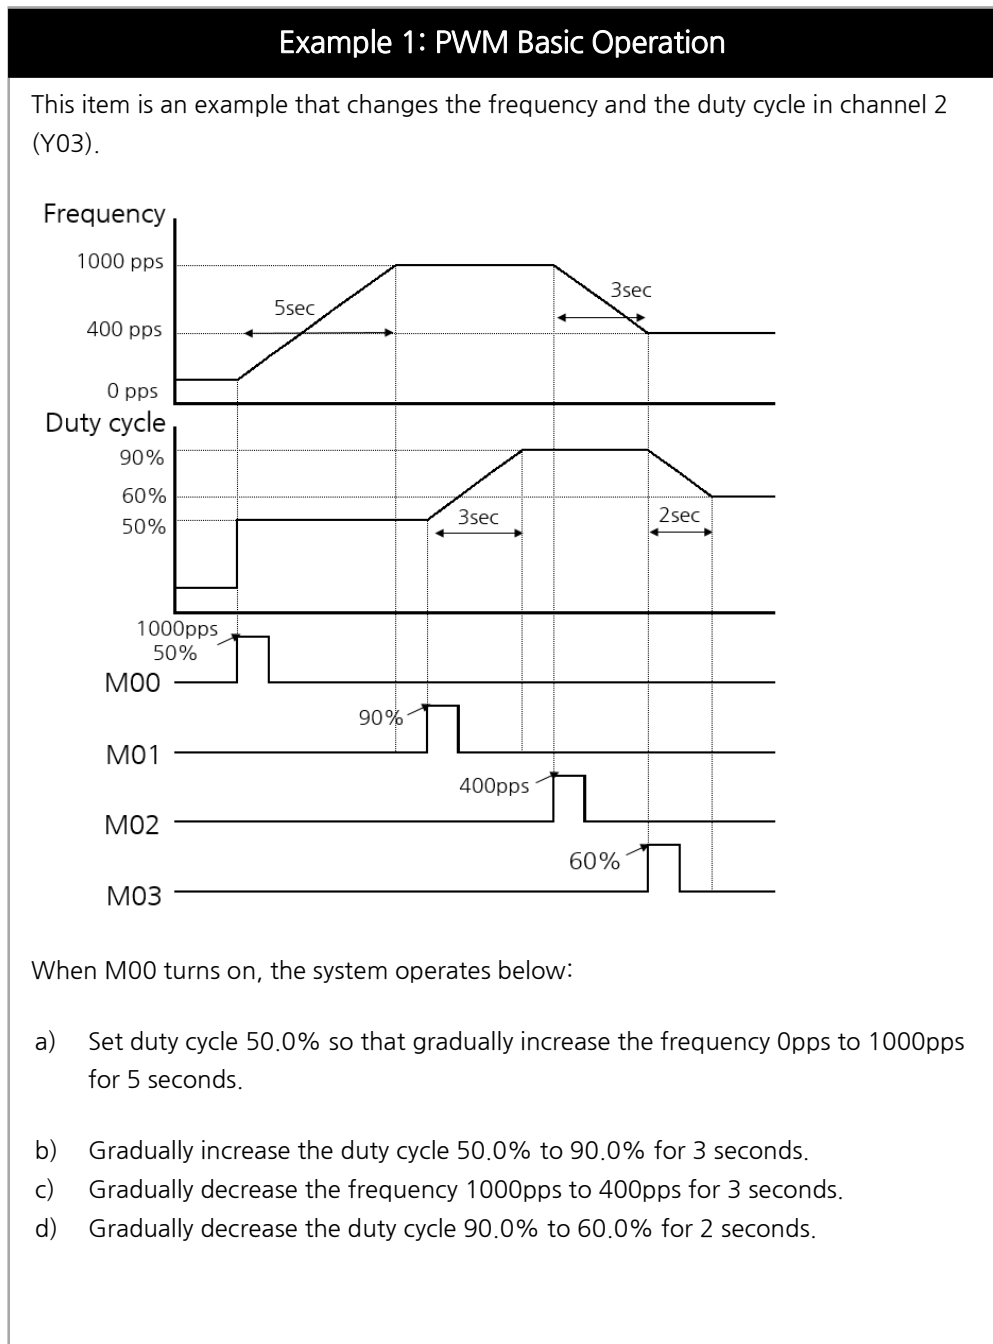 Example 1: PWM Basic Operation
This item is an example that changes the frequency and the duty cycle in channel 2
(Y03).
Frequency
1000 pps
3sec
5sec
400 pps
0 pps
Duty cycle
90%
60%
50%
3sec
2sec
1000pps
50%
M00
90%
M01
400pps
M02
60%
M03
When M00 turns on, the system operates below:
a) Set duty cycle 50.0% so that gradually increase the frequency 0pps to 1000pps
for 5 seconds.
b) Gradually increase the duty cycle 50.0% to 90.0% for 3 seconds.
c) Gradually decrease the frequency 1000pps to 400pps for 3 seconds.
d) Gradually decrease the duty cycle 90.0% to 60.0% for 2 seconds.